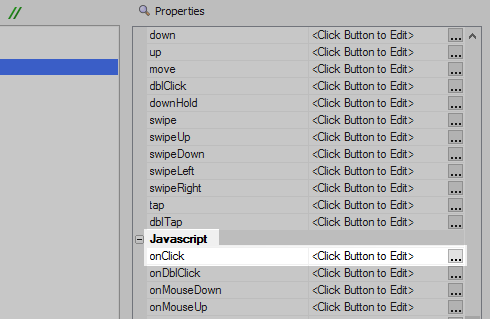 //
Properties
down <Click Button to Edit> ...
up <Click Button to Edit> ...
move <Click Button to Edit> ...
dblClick <Click Button to Edit> ...
downHold <Click Button to Edit> ...
swipe <Click Button to Edit> ...
swipeUp <Click Button to Edit> ...
swipeDown <Click Button to Edit> ...
swipeLeft <Click Button to Edit> ...
swipeRight <Click Button to Edit> ...
tap <Click Button to Edit> ...
dblTap <Click Button to Edit> ...
Javascript
onClick <Click Button to Edit> ...
onDblClick <Click Button to Edit> ...
onMouseDown <Click Button to Edit> ...
onMouseUp <Click Button to Edit> ...